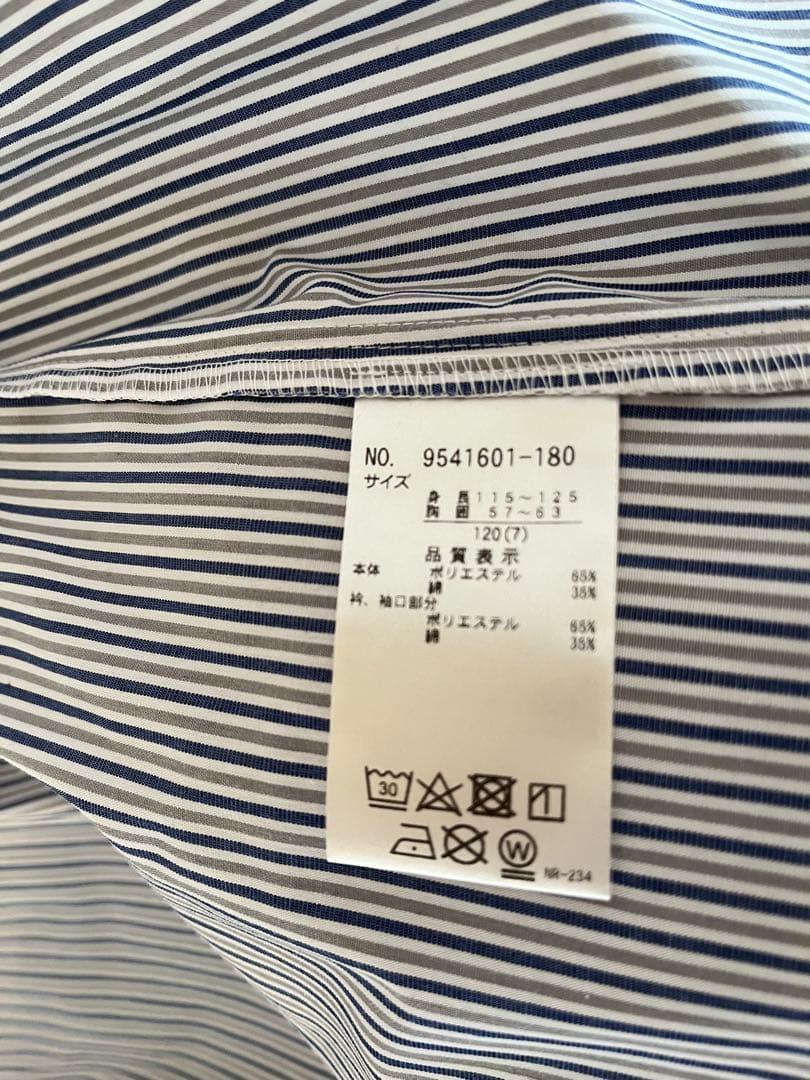 NO. 9541601-180
サイズ
身長 115～125
胸囲 57～63
120(7)
品質表示
本体 ポリエステル 65%
綿 35%
衿、袖口部分
ポリエステル 65%
綿 35%
30
W
NR-234